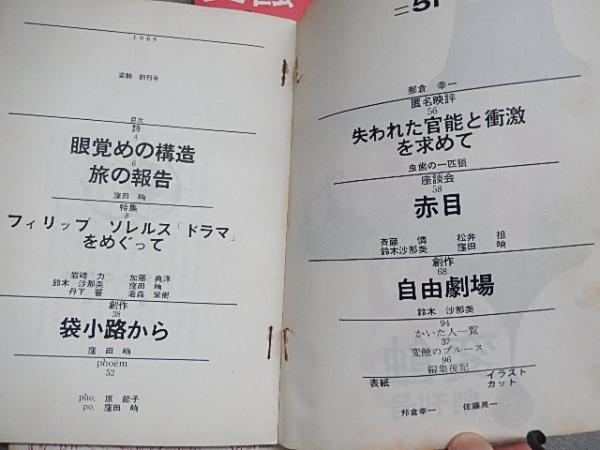 1968
変蝕　創刊号
目次
詩
4
眼覚めの構造
6
旅の報告
窪田　晌
特集
8
フィリップ　ソレルス「ドラマ」
をめぐって
岩崎　力　加藤　典洋
鈴木　沙那美　窪田　晌
丹下　　若森　栄樹
創作
38
袋小路から
窪　田　晌
phoèm
52
pho. 原　節子
po. 窪田　晌
51
邦倉　幸一
匿名映評
56
失われた官能と衝激
を求めて
虫歯の一匹狼
座談会
58
赤目
斉藤　憐　松井　担
鈴木沙那美　窪田　晌
創作
68
自由劇場
鈴木　沙那美
94
かいた人一覧
37
変蝕のブルース
96
編集後記
表紙　イラスト
カット
邦倉幸一　佐藤晃一